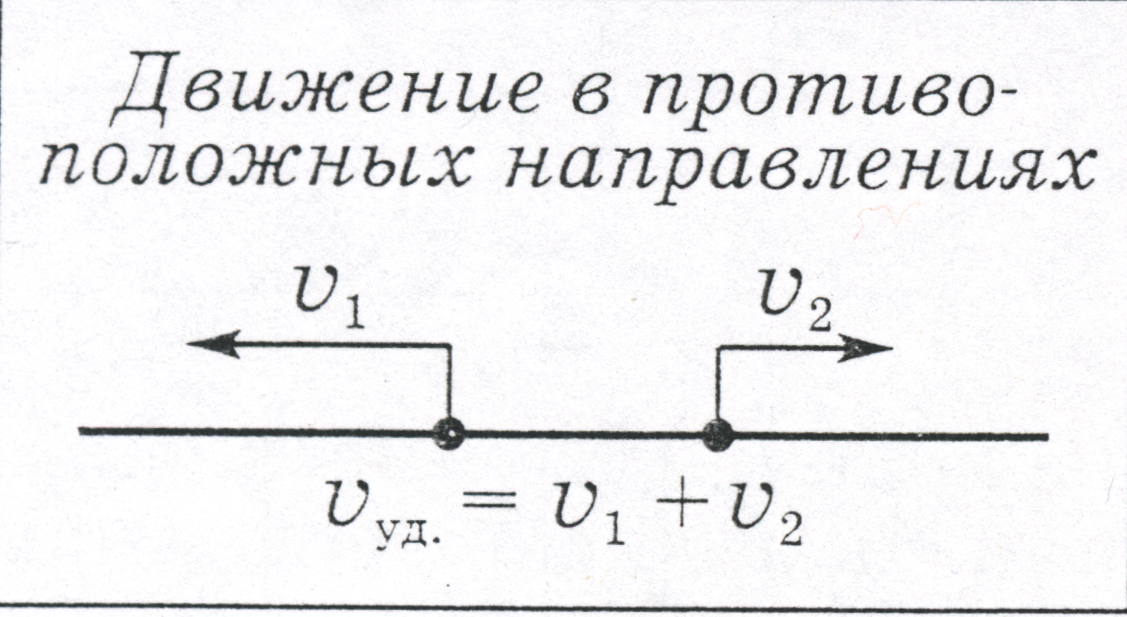 Движение в противо-
положных направлениях
υ₁ υ₂
υуд. = υ₁ + υ₂